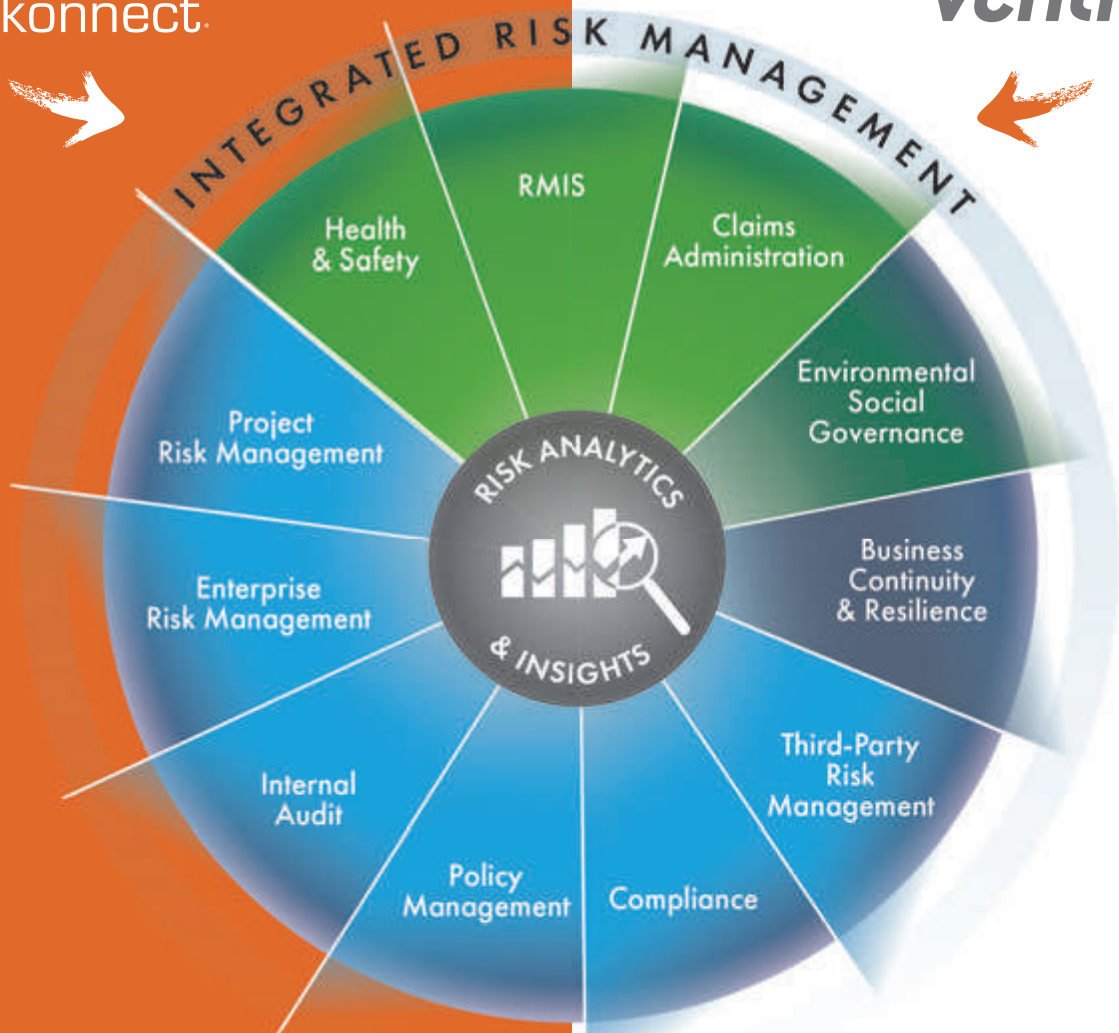 konnect
INTEGRATED RISK MANAGEMENT
RMIS
Health
& Safety
Claims
Administration
Environmental
Social
Governance
Project
Risk Management
RISK ANALYTICS
& INSIGHTS
Business
Continuity
& Resilience
Enterprise
Risk Management
Third-Party
Risk
Management
Internal
Audit
Policy
Management
Compliance